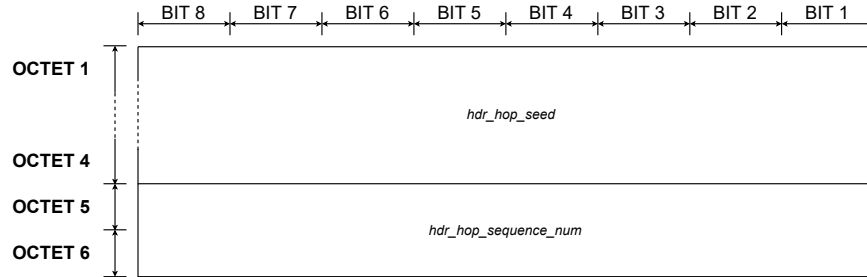 BIT 8 BIT 7 BIT 6 BIT 5 BIT 4 BIT 3 BIT 2 BIT 1
OCTET 1
hdr_hop_seed
OCTET 4
OCTET 5
hdr_hop_sequence_num
OCTET 6